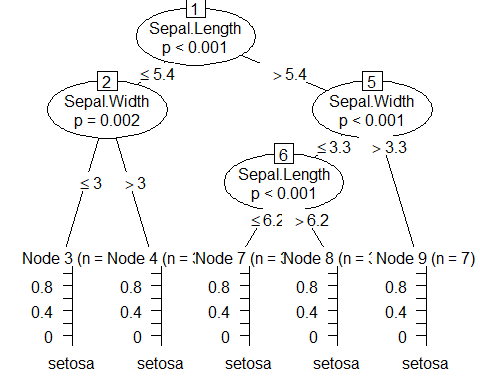 1
Sepal.Length
p < 0.001
≤ 5.4
> 5.4
2
Sepal.Width
p = 0.002
5
Sepal.Width
p < 0.001
≤ 3
> 3
≤ 3.3
> 3.3
6
Sepal.Length
p < 0.001
≤ 6.2
> 6.2
Node 3 (n =
Node 4 (n =
Node 7 (n =
Node 8 (n =
Node 9 (n = 7)
0.8
0.4
0
0.8
0.4
0
0.8
0.4
0
0.8
0.4
0
0.8
0.4
0
setosa
setosa
setosa
setosa
setosa